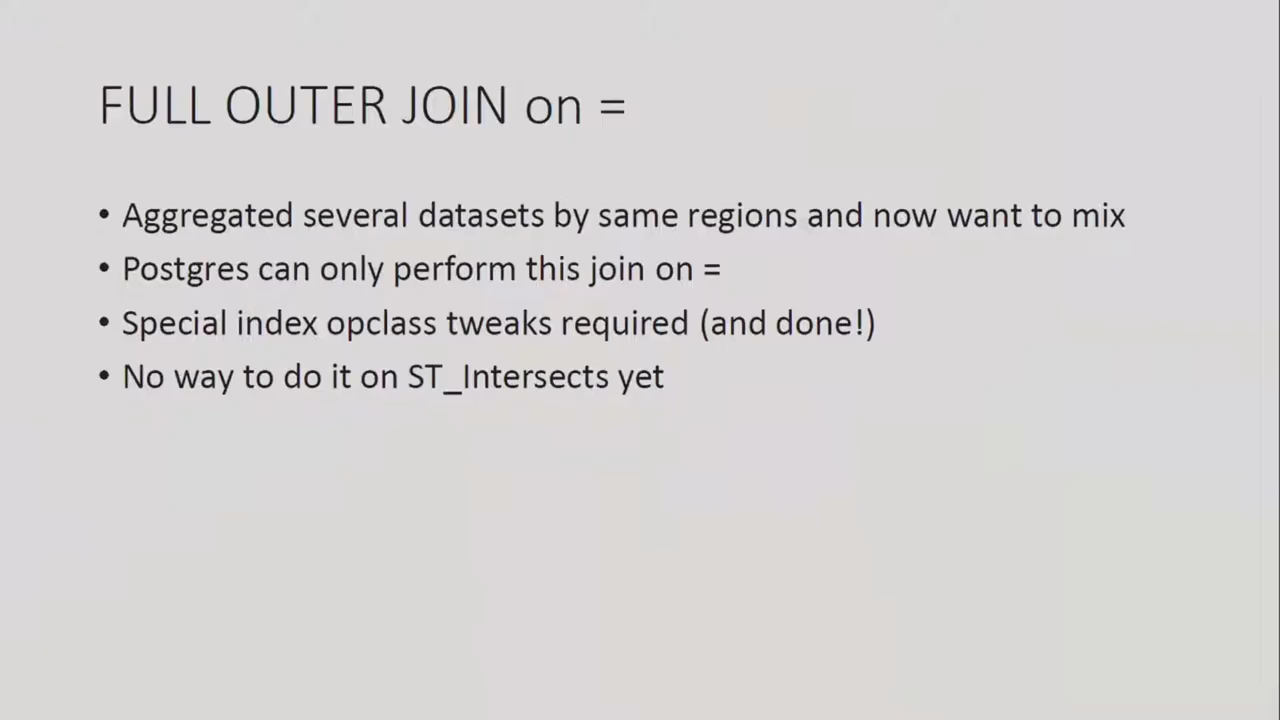 FULL OUTER JOIN on =
• Aggregated several datasets by same regions and now want to mix
• Postgres can only perform this join on =
• Special index opclass tweaks required (and done!)
• No way to do it on ST_Intersects yet